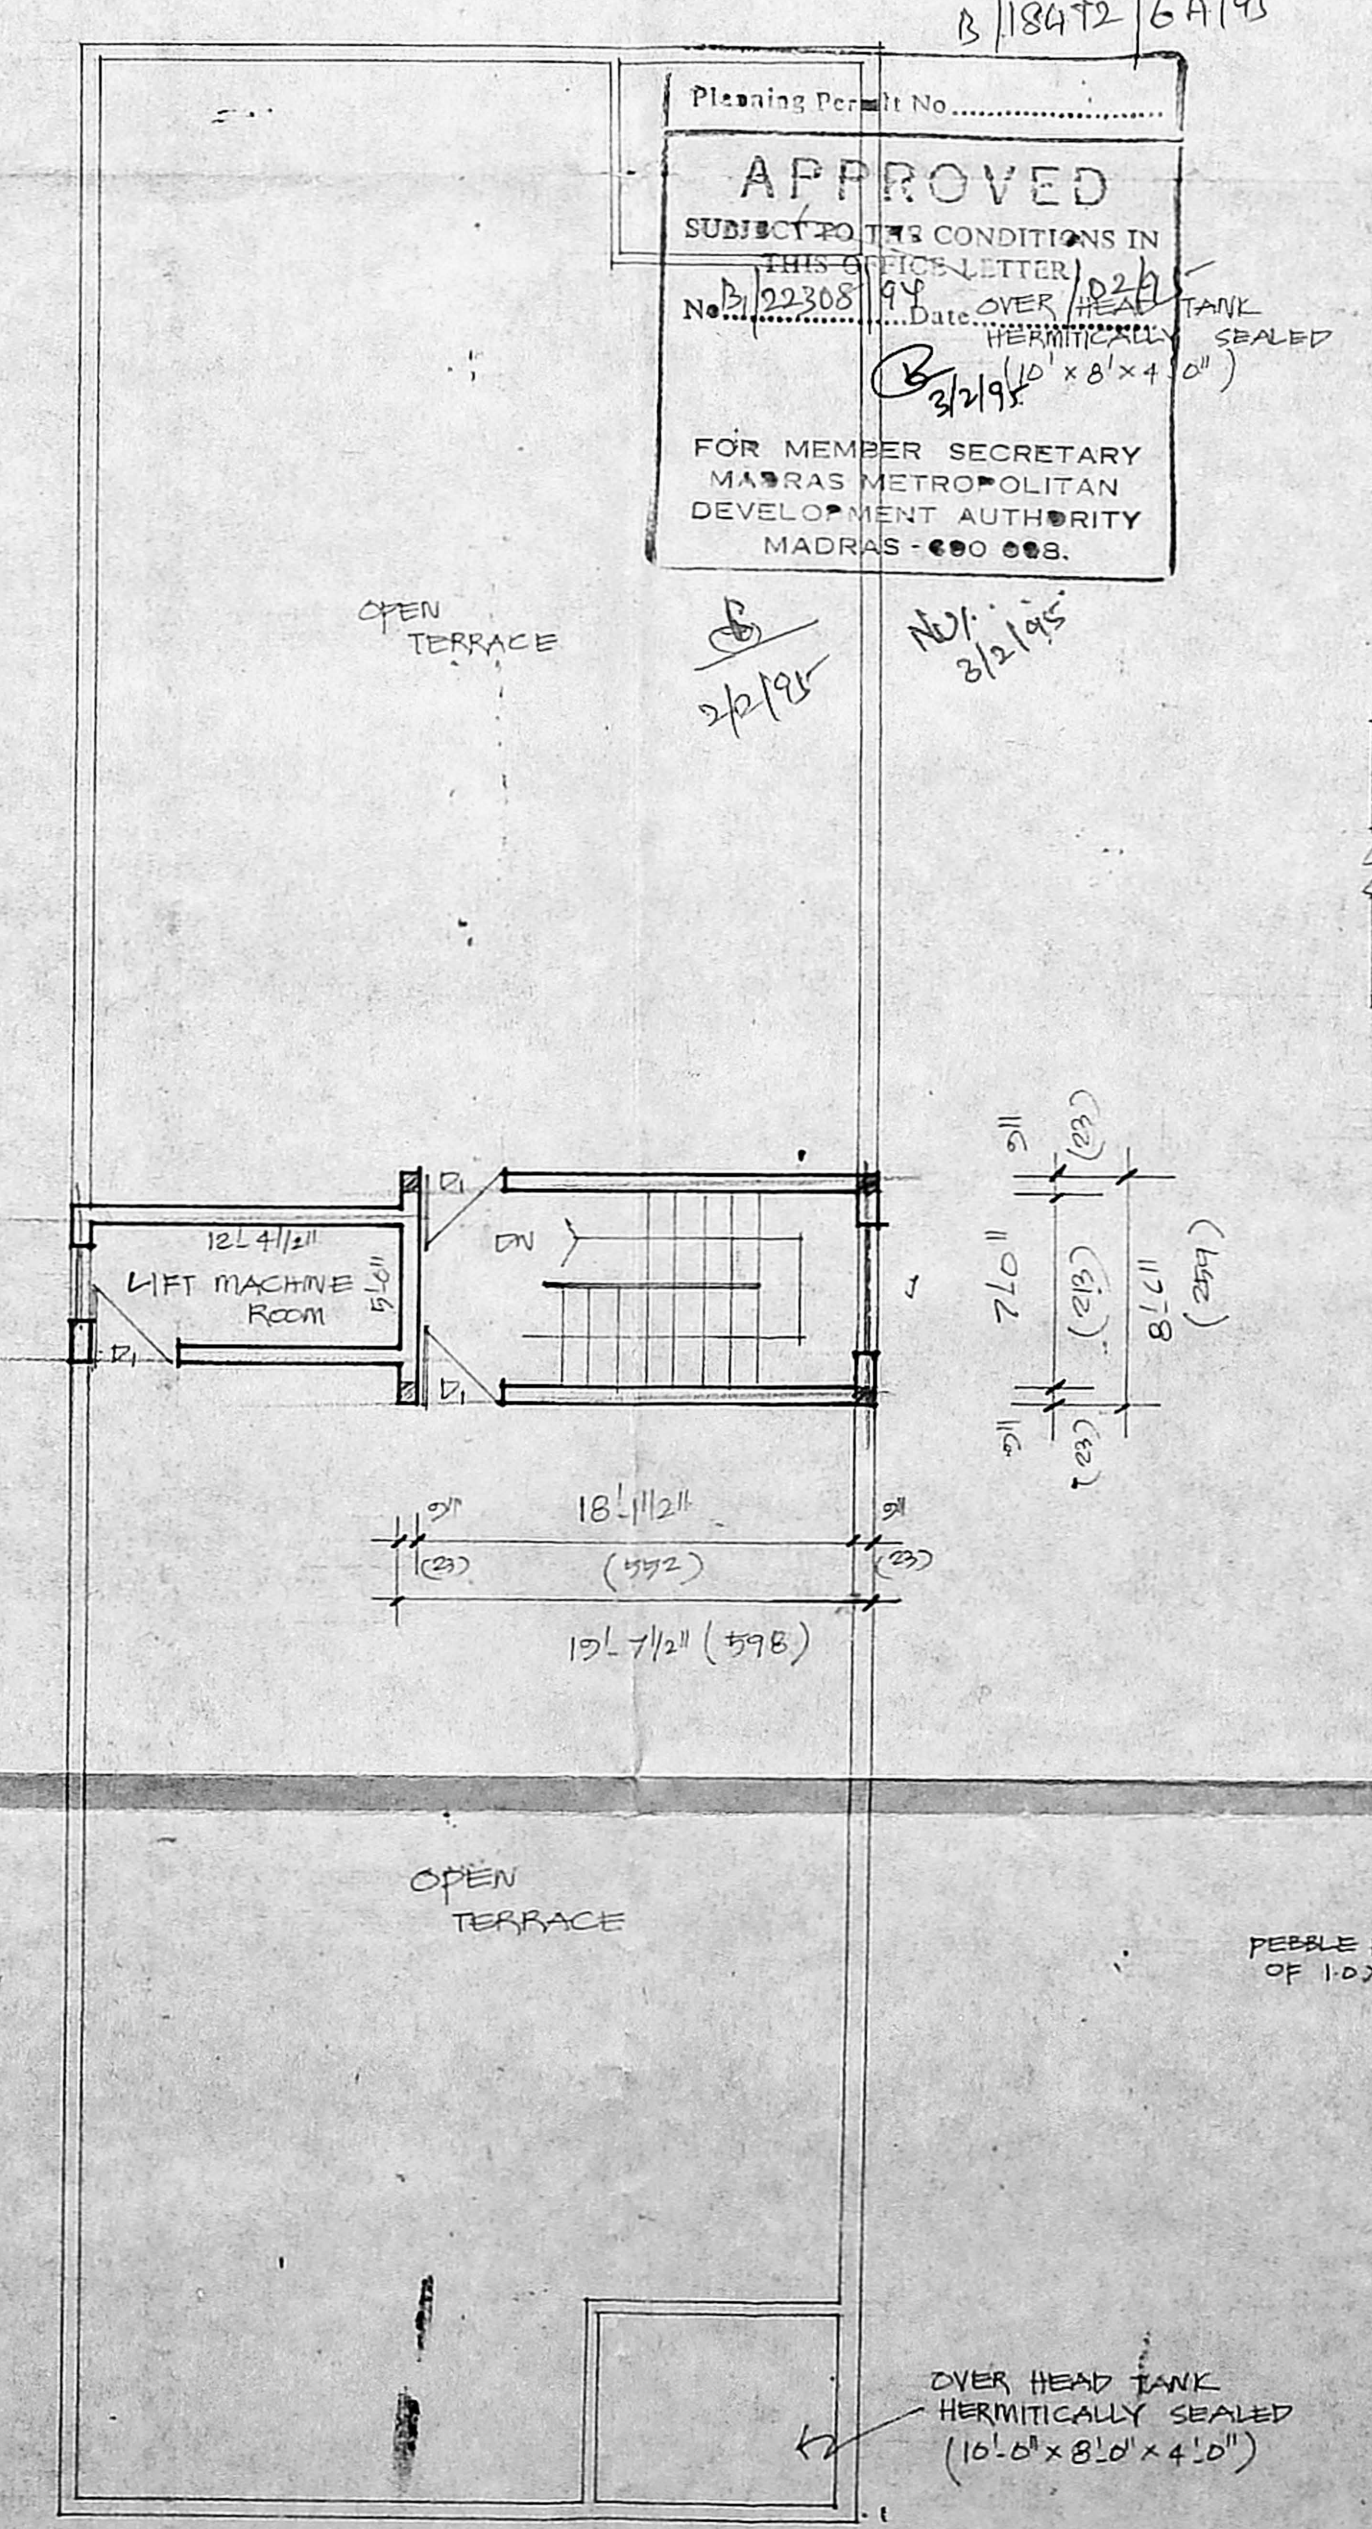 B/18472/6A/95
Planning Permit No
APPROVED
SUBJECT TO THE CONDITIONS IN
THIS OFFICE LETTER
No. B1/22308/94 Date
OVER HEAD TANK
HERMITICALLY SEALED
(10' x 8' x 4'.0")
3/2/95
FOR MEMBER SECRETARY
MADRAS METROPOLITAN
DEVELOPMENT AUTHORITY
MADRAS - 600 008.
2/2/95
3/2/95
OPEN
TERRACE
D1
DN
12'-4 1/2"
LIFT MACHINE
ROOM
5'-0"
D1
D1
9"
(23)
7'-0"
(213)
8'-6"
(259)
9"
(23)
9"
18'-1 1/2"
9"
(23)
(552)
(23)
19'-7 1/2" (598)
OPEN
TERRACE
PEBBLE
OF 1.0
OVER HEAD TANK
HERMITICALLY SEALED
(10'-0" x 8'-0" x 4'-0")